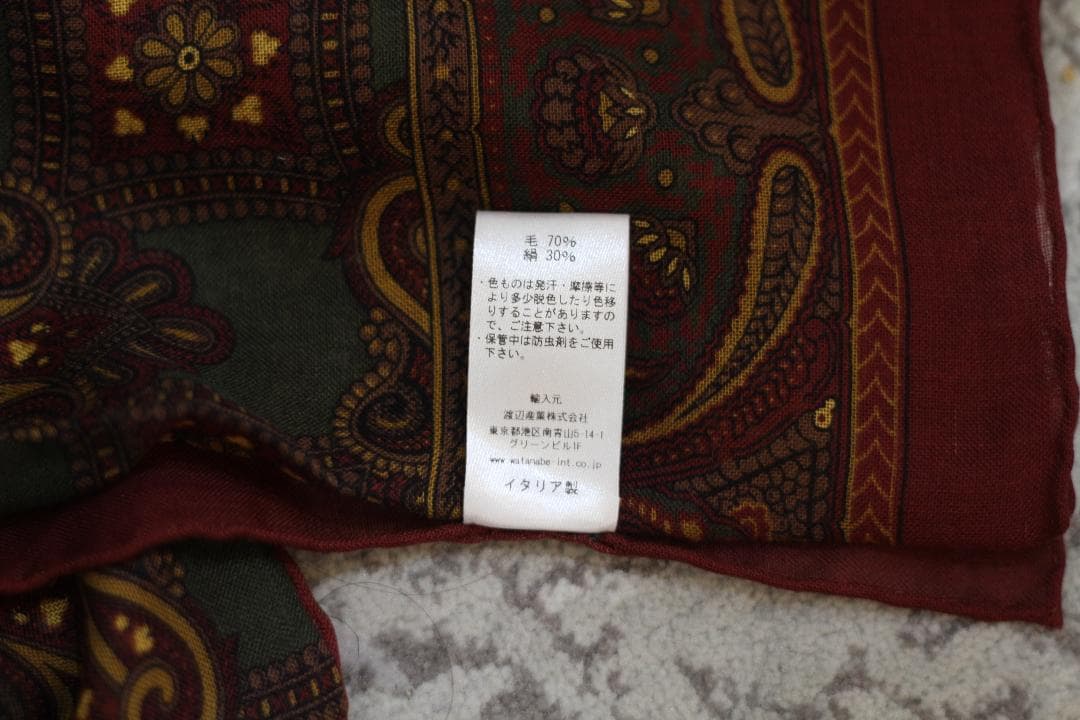 毛 70%
絹 30%
・色ものは発汗・摩擦等に
より多少脱色したり色移
りすることがありますの
で、ご注意下さい。
・保管中は防虫剤をご使用
下さい。
輸入元
渡辺産業株式会社
東京都港区南青山5-14-1
グリーンビル1F
www.watanabe-int.co.jp
イタリア製